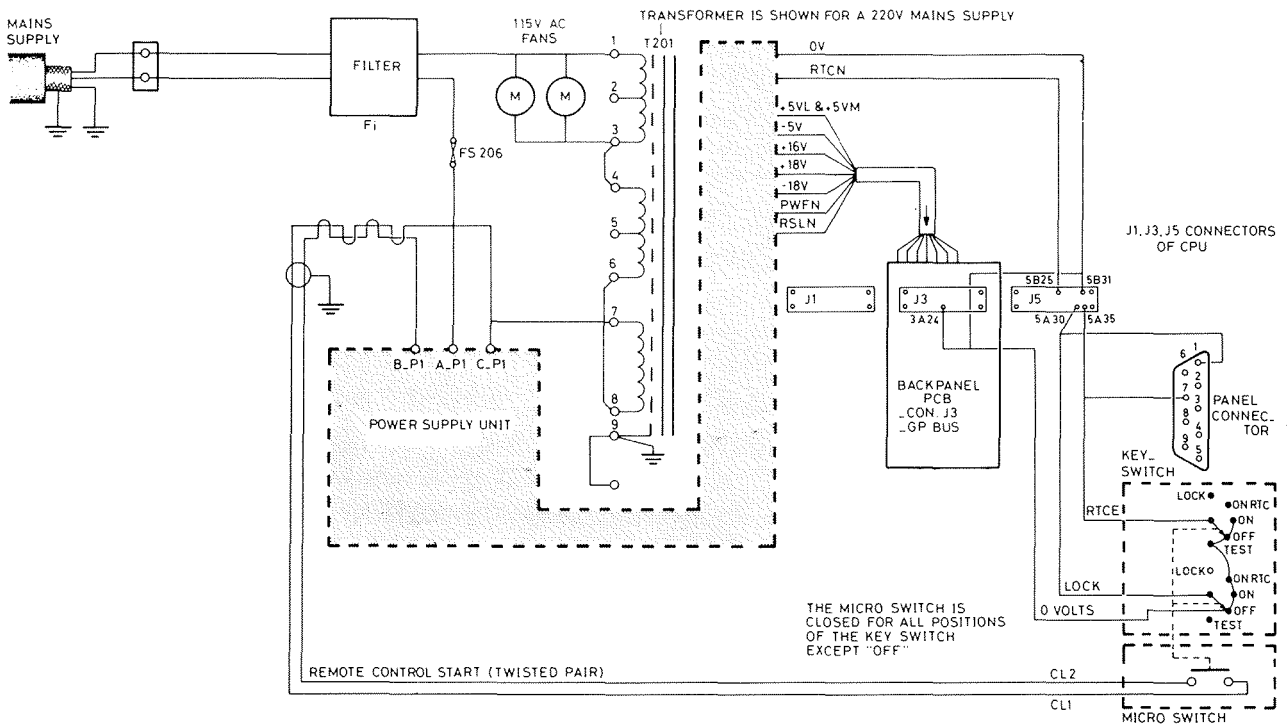 TRANSFORMER IS SHOWN FOR A 220V MAINS SUPPLY
MAINS
SUPPLY
FILTER
Fi
115V AC
FANS
M
M
T201
1
2
3
4
5
6
7
8
9
FS 206
0V
RTCN
+5VL &+5VM
-5V
+16V
+18V
-18V
PWFN
RSLN
J1,J3,J5 CONNECTORS
OF CPU
J1
J3
3A24
J5
5B25
5B31
5A30
5A35
BACKPANEL
PCB
_CON. J3
_GP BUS
B_P1
A_P1
C_P1
POWER SUPPLY UNIT
1
6
2
7
3
8
4
9
5
PANEL
CONNEC_
TOR
KEY_
SWITCH
LOCK
ON RTC
ON
OFF
TEST
RTCE
LOCK
ON RTC
ON
OFF
TEST
LOCK
0 VOLTS
THE MICRO SWITCH IS
CLOSED FOR ALL POSITIONS
OF THE KEY SWITCH
EXCEPT "OFF"
REMOTE CONTROL START (TWISTED PAIR)
CL2
CL1
MICRO SWITCH